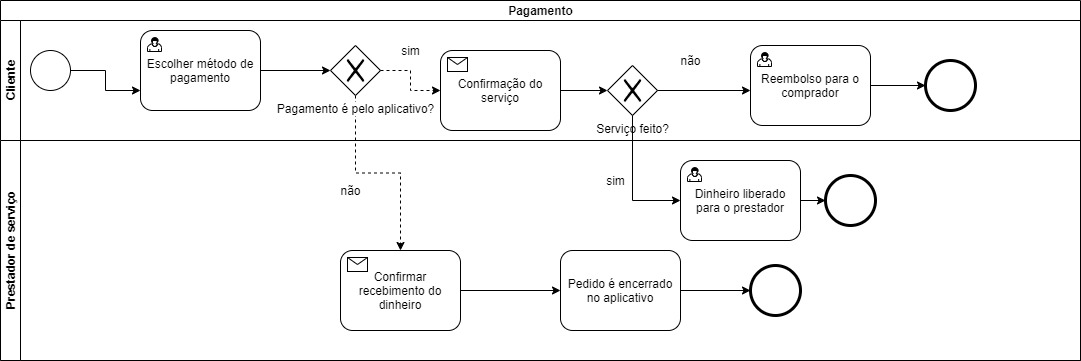 Pagamento
Cliente
Escolher método de
pagamento
Pagamento é pelo aplicativo?
sim
Confirmação do
serviço
Serviço feito?
não
Reembolso para o
comprador
Prestador de serviço
sim
Dinheiro liberado
para o prestador
não
Confirmar
recebimento do
dinheiro
Pedido é encerrado
no aplicativo